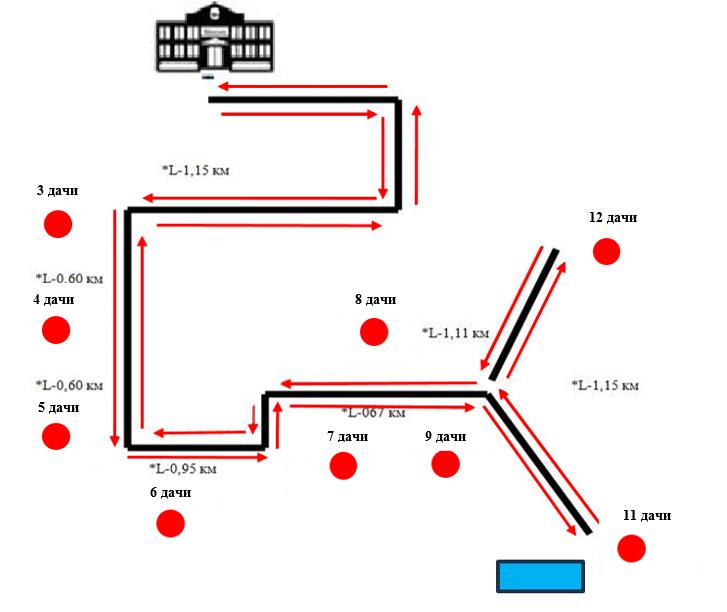 *L-1,15 км
3 дачи
12 дачи
*L-0.60 км
4 дачи
8 дачи
*L-1,11 км
*L-0,60 км
*L-1,15 км
5 дачи
*L-067 км
7 дачи
9 дачи
*L-0,95 км
6 дачи
11 дачи